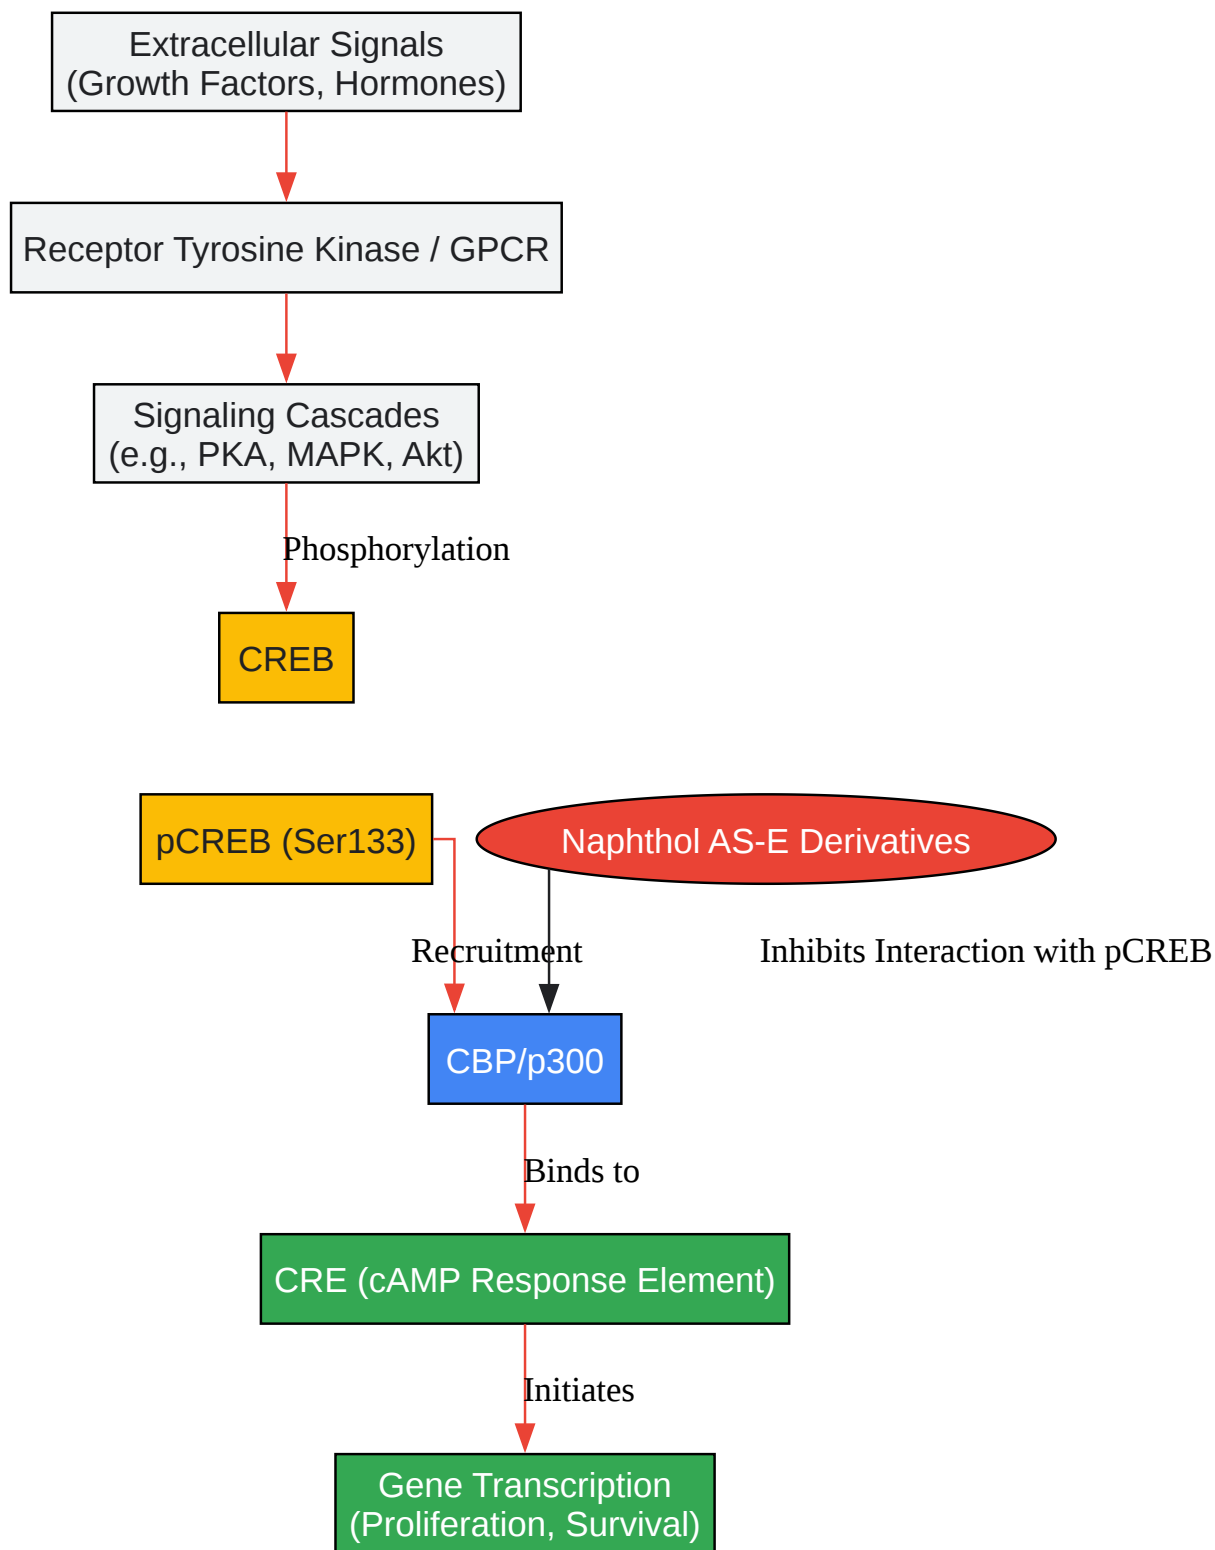 Extracellular Signals
(Growth Factors, Hormones)
Receptor Tyrosine Kinase / GPCR
Signaling Cascades
(e.g., PKA, MAPK, Akt)
Phosphorylation
CREB
pCREB (Ser133)
Naphthol AS-E Derivatives
Recruitment
Inhibits Interaction with pCREB
CBP/p300
Binds to
CRE (cAMP Response Element)
Initiates
Gene Transcription
(Proliferation, Survival)